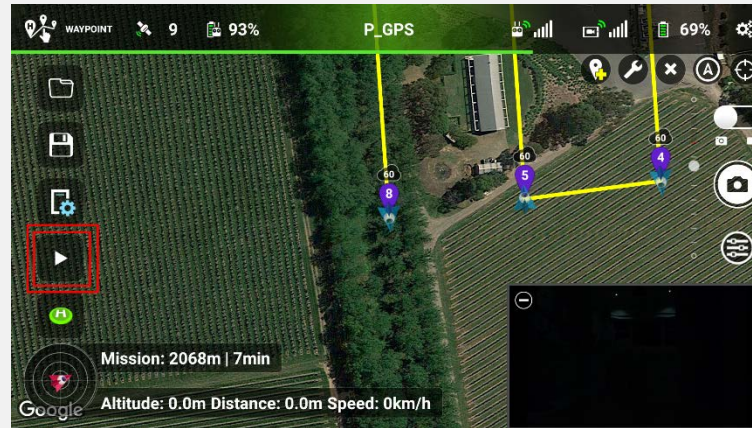 WAYPOINT 9 93% P_GPS 69%
A
60
60
60
4
5
8
H
Mission: 2068m | 7min
Altitude: 0.0m Distance: 0.0m Speed: 0km/h
Google